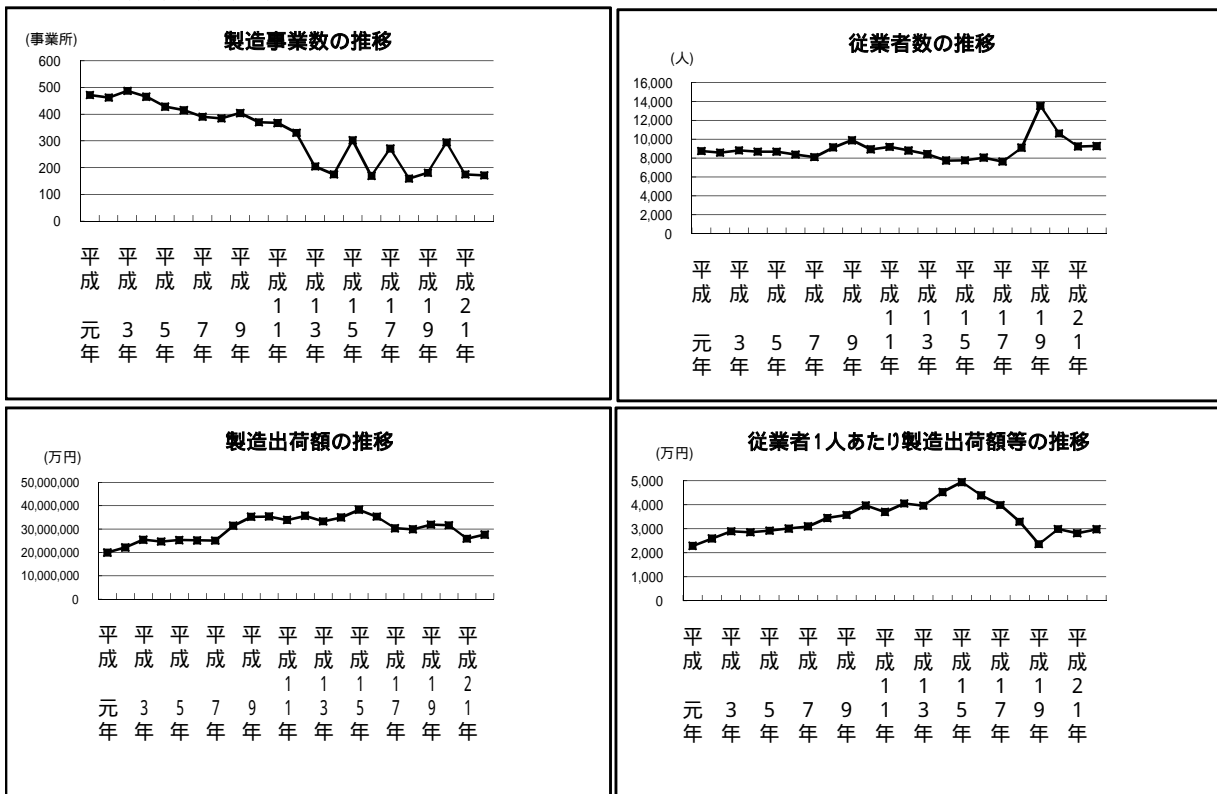 製造事業数の推移
(事業所)
600
500
400
300
200
100
0
平成元年
平成3年
平成5年
平成7年
平成9年
平成11年
平成13年
平成15年
平成17年
平成19年
平成21年
従業者数の推移
(人)
16,000
14,000
12,000
10,000
8,000
6,000
4,000
2,000
0
平成元年
平成3年
平成5年
平成7年
平成9年
平成11年
平成13年
平成15年
平成17年
平成19年
平成21年
製造出荷額の推移
(万円)
50,000,000
40,000,000
30,000,000
20,000,000
10,000,000
0
平成元年
平成3年
平成5年
平成7年
平成9年
平成11年
平成13年
平成15年
平成17年
平成19年
平成21年
従業者1人あたり製造出荷額等の推移
(万円)
5,000
4,000
3,000
2,000
1,000
0
平成元年
平成3年
平成5年
平成7年
平成9年
平成11年
平成13年
平成15年
平成17年
平成19年
平成21年